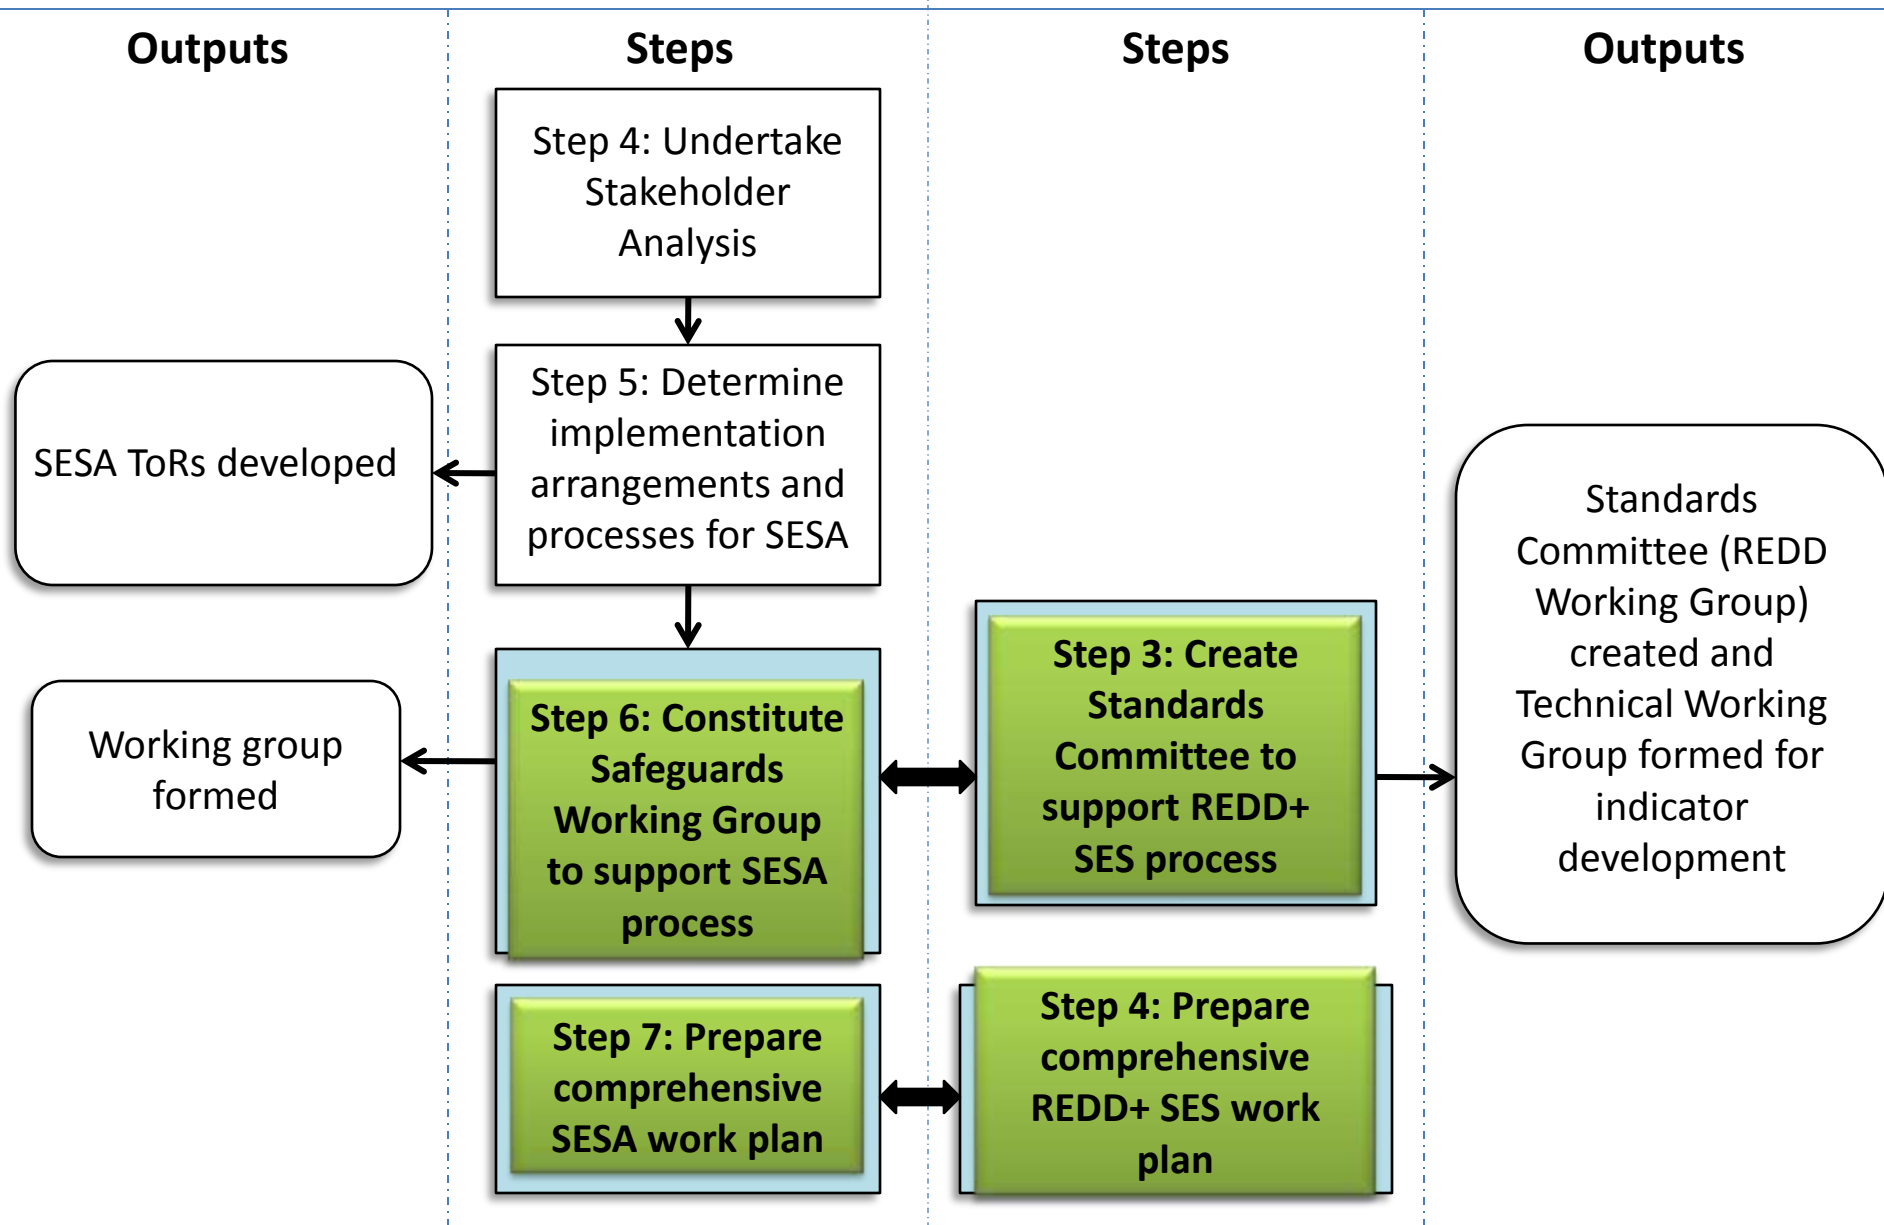 Outputs
Steps
Steps
Outputs
Step 4: Undertake
Stakeholder
Analysis
Step 5: Determine
implementation
arrangements and
processes for SESA
SESA ToRs developed
Step 6: Constitute
Safeguards
Working Group
to support SESA
process
Working group
formed
Step 3: Create
Standards
Committee to
support REDD+
SES process
Standards
Committee (REDD
Working Group)
created and
Technical Working
Group formed for
indicator
development
Step 7: Prepare
comprehensive
SESA work plan
Step 4: Prepare
comprehensive
REDD+ SES work
plan